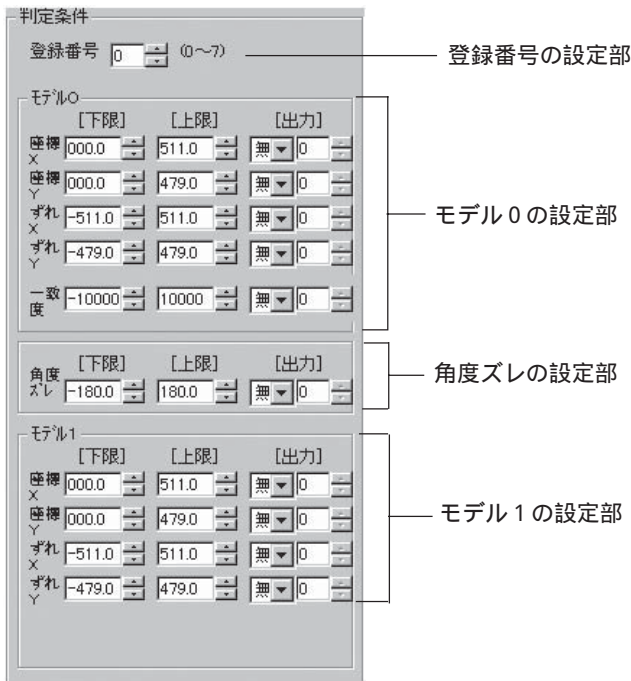 判定条件
登録番号 0 (0～7) 登録番号の設定部
モデル0
[下限] [上限] [出力]
座標X 000.0 511.0 無 0
座標Y 000.0 479.0 無 0
ずれX -511.0 511.0 無 0
モデル0の設定部
ずれY -479.0 479.0 無 0
一致度 -10000 10000 無 0
[下限] [上限] [出力]
角度ズレ -180.0 180.0 無 0
角度ズレの設定部
モデル1
[下限] [上限] [出力]
座標X 000.0 511.0 無 0
座標Y 000.0 479.0 無 0
モデル1の設定部
ずれX -511.0 511.0 無 0
ずれY -479.0 479.0 無 0